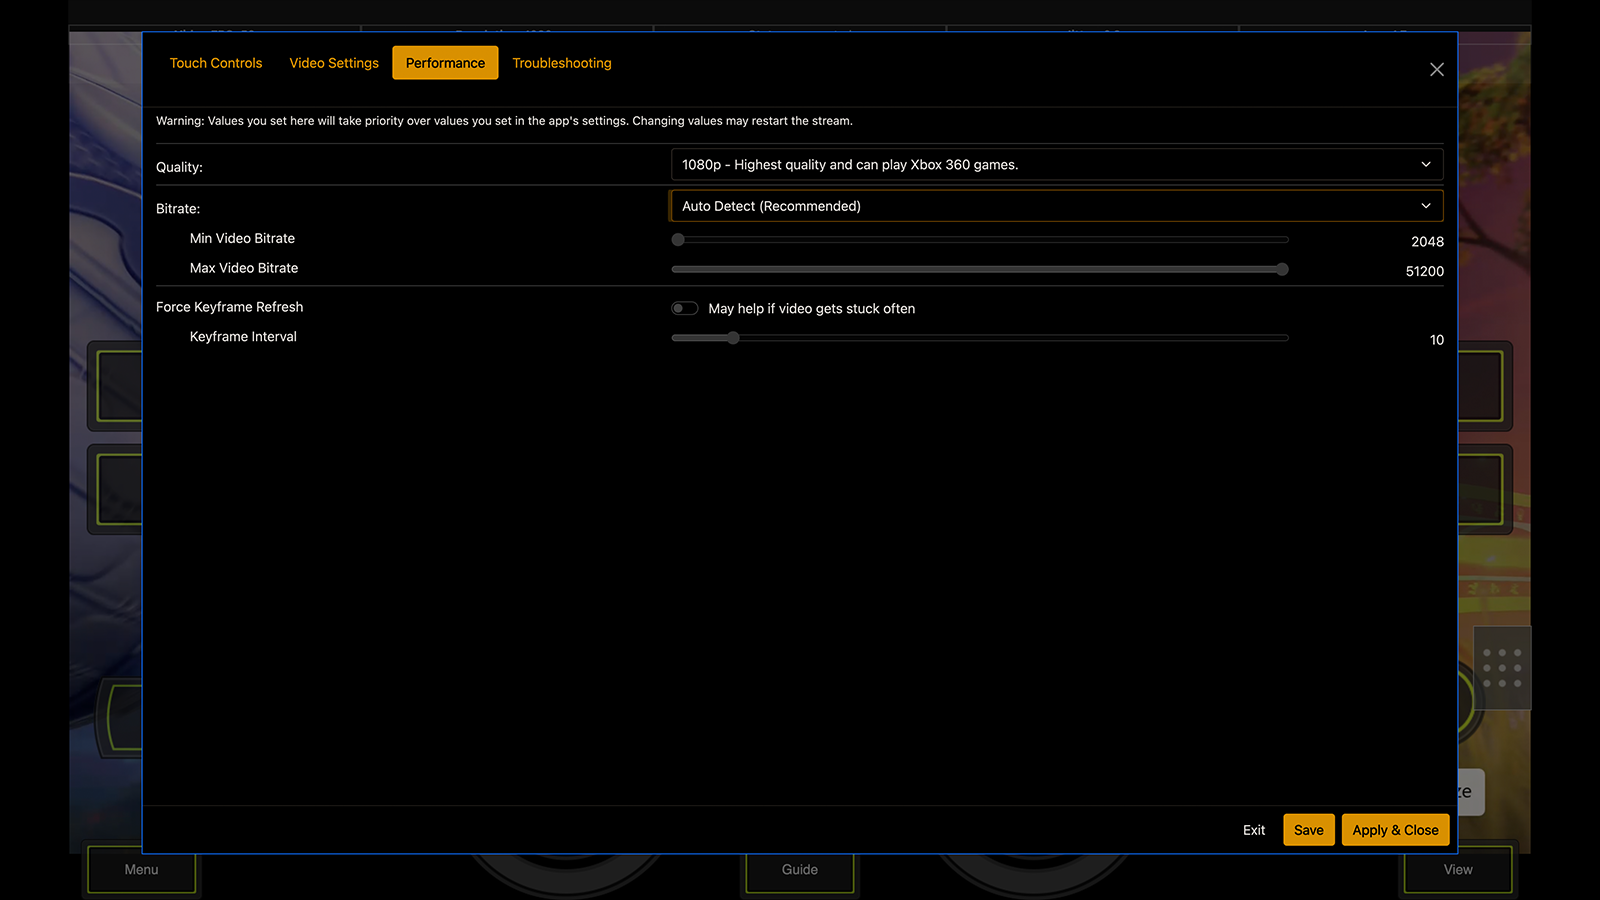 Touch Controls Video Settings Performance Troubleshooting
Warning: Values you set here will take priority over values you set in the app's settings. Changing values may restart the stream.
Quality: 1080p - Highest quality and can play Xbox 360 games.
Bitrate: Auto Detect (Recommended)
Min Video Bitrate 2048
Max Video Bitrate 51200
Force Keyframe Refresh May help if video gets stuck often
Keyframe Interval 10
ze
Exit Save Apply & Close
Menu Guide View